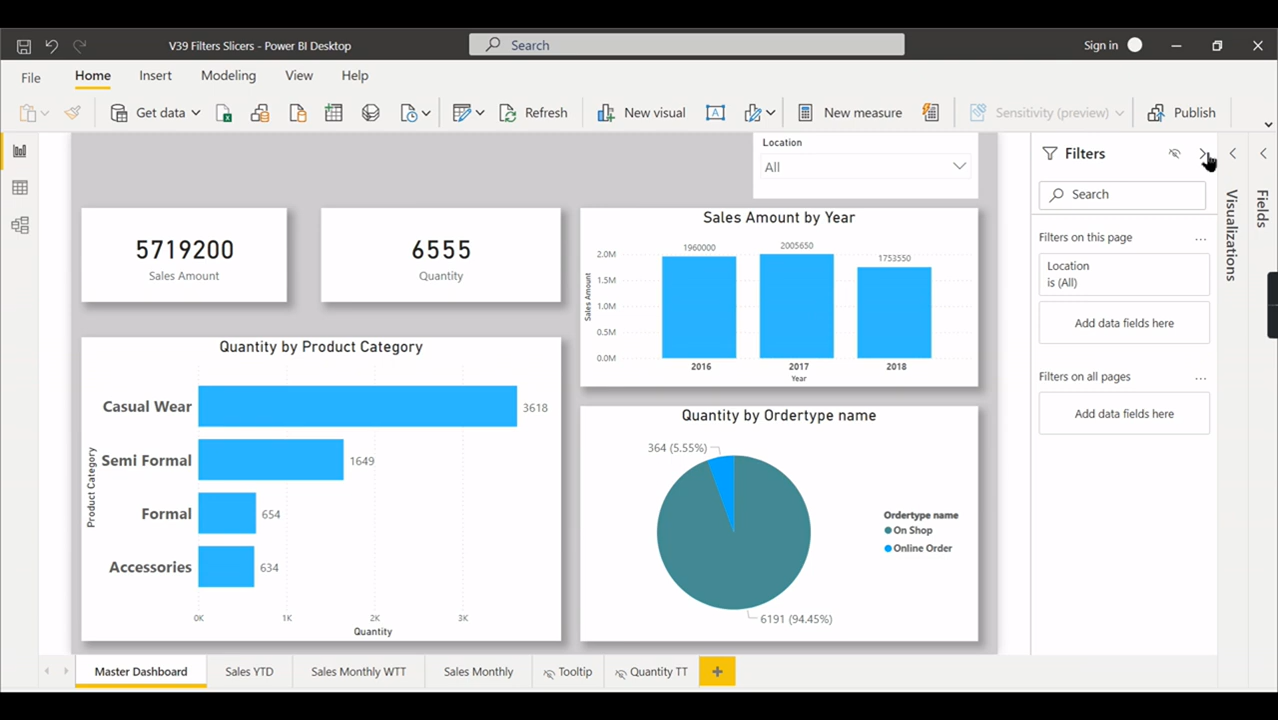 V39 Filters Slicers - Power BI Desktop
Search
Sign in
File
Home
Insert
Modeling
View
Help
Get data
Refresh
New visual
New measure
Sensitivity (preview)
Publish
Location
All
5719200
Sales Amount
6555
Quantity
Sales Amount by Year
Sales Amount
2.0M
1.5M
1.0M
0.5M
0.0M
1960000
2005650
1753550
2016
2017
2018
Year
Quantity by Product Category
Product Category
Casual Wear
3618
Semi Formal
1649
Formal
654
Accessories
634
0K
1K
2K
3K
Quantity
Quantity by Ordertype name
364 (5.55%)
6191 (94.45%)
Ordertype name
On Shop
Online Order
Filters
Search
Filters on this page
...
Location
is (All)
Add data fields here
Filters on all pages
...
Add data fields here
Visualizations
Fields
Master Dashboard
Sales YTD
Sales Monthly WTT
Sales Monthly
Tooltip
Quantity TT
+